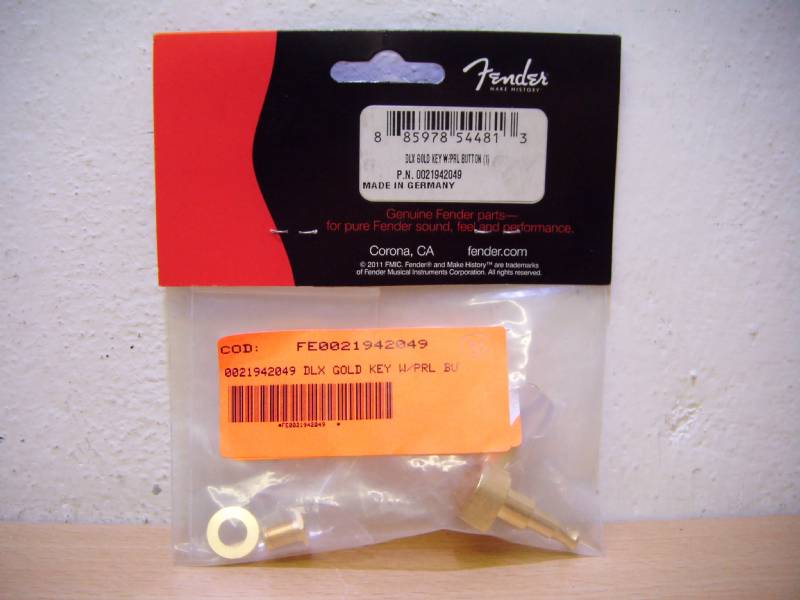 Fender
MAKE HISTORY™
8 85978 54481 3
DLX GOLD KEY W/PRL BUTTON (1)
P.N. 0021942049
MADE IN GERMANY
Genuine Fender parts—
for pure Fender sound, feel and performance.
Corona, CA fender.com
© 2011 FMIC. Fender® and Make History™ are trademarks
of Fender Musical Instruments Corporation. All rights reserved.
COD: FE0021942049
0021942049 DLX GOLD KEY W/PRL BU
*FE0021942049 *